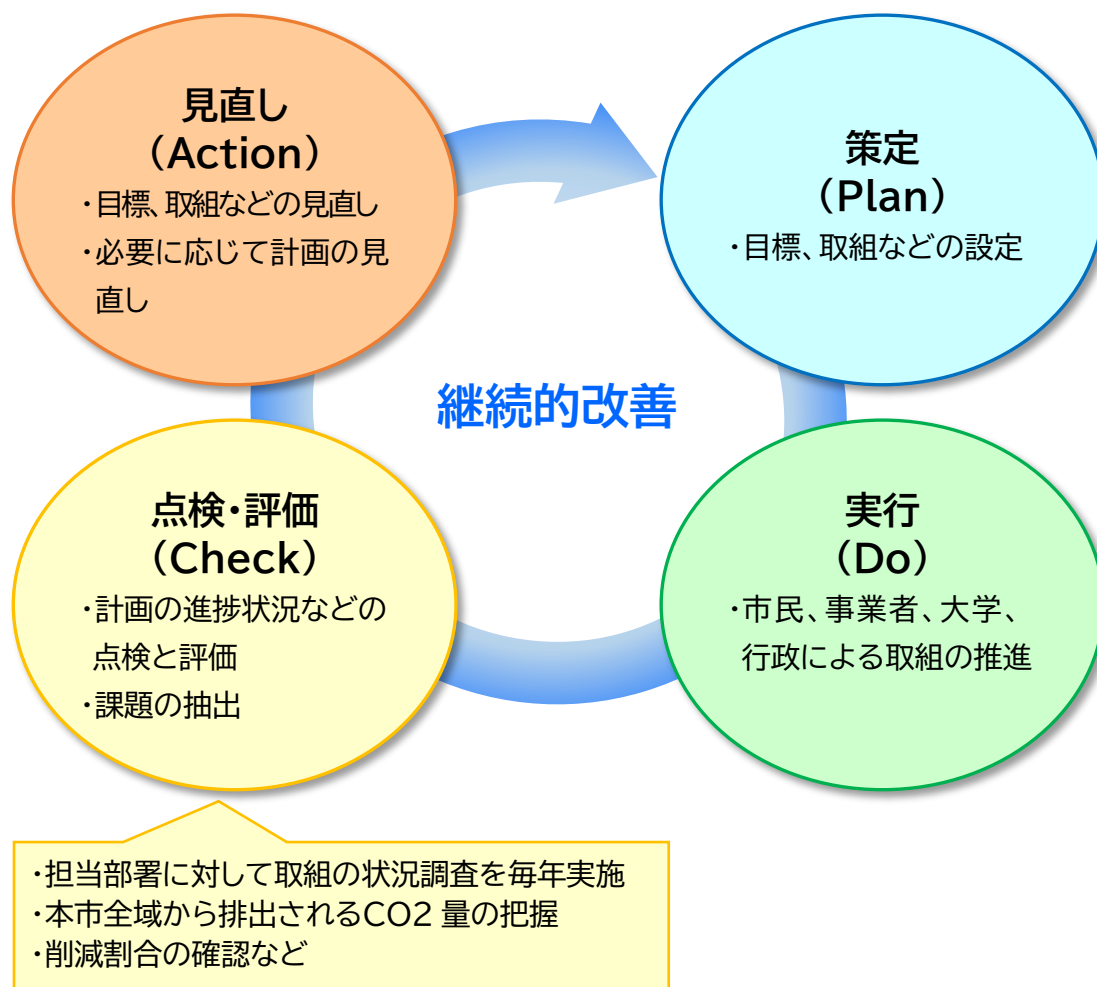 見直し
（Action）
・目標、取組などの見直し
・必要に応じて計画の見
直し
策定
（Plan）
・目標、取組などの設定
継続的改善
点検・評価
（Check）
・計画の進捗状況などの
点検と評価
・課題の抽出
実行
（Do）
・市民、事業者、大学、
行政による取組の推進
・担当部署に対して取組の状況調査を毎年実施
・本市全域から排出されるCO2 量の把握
・削減割合の確認など